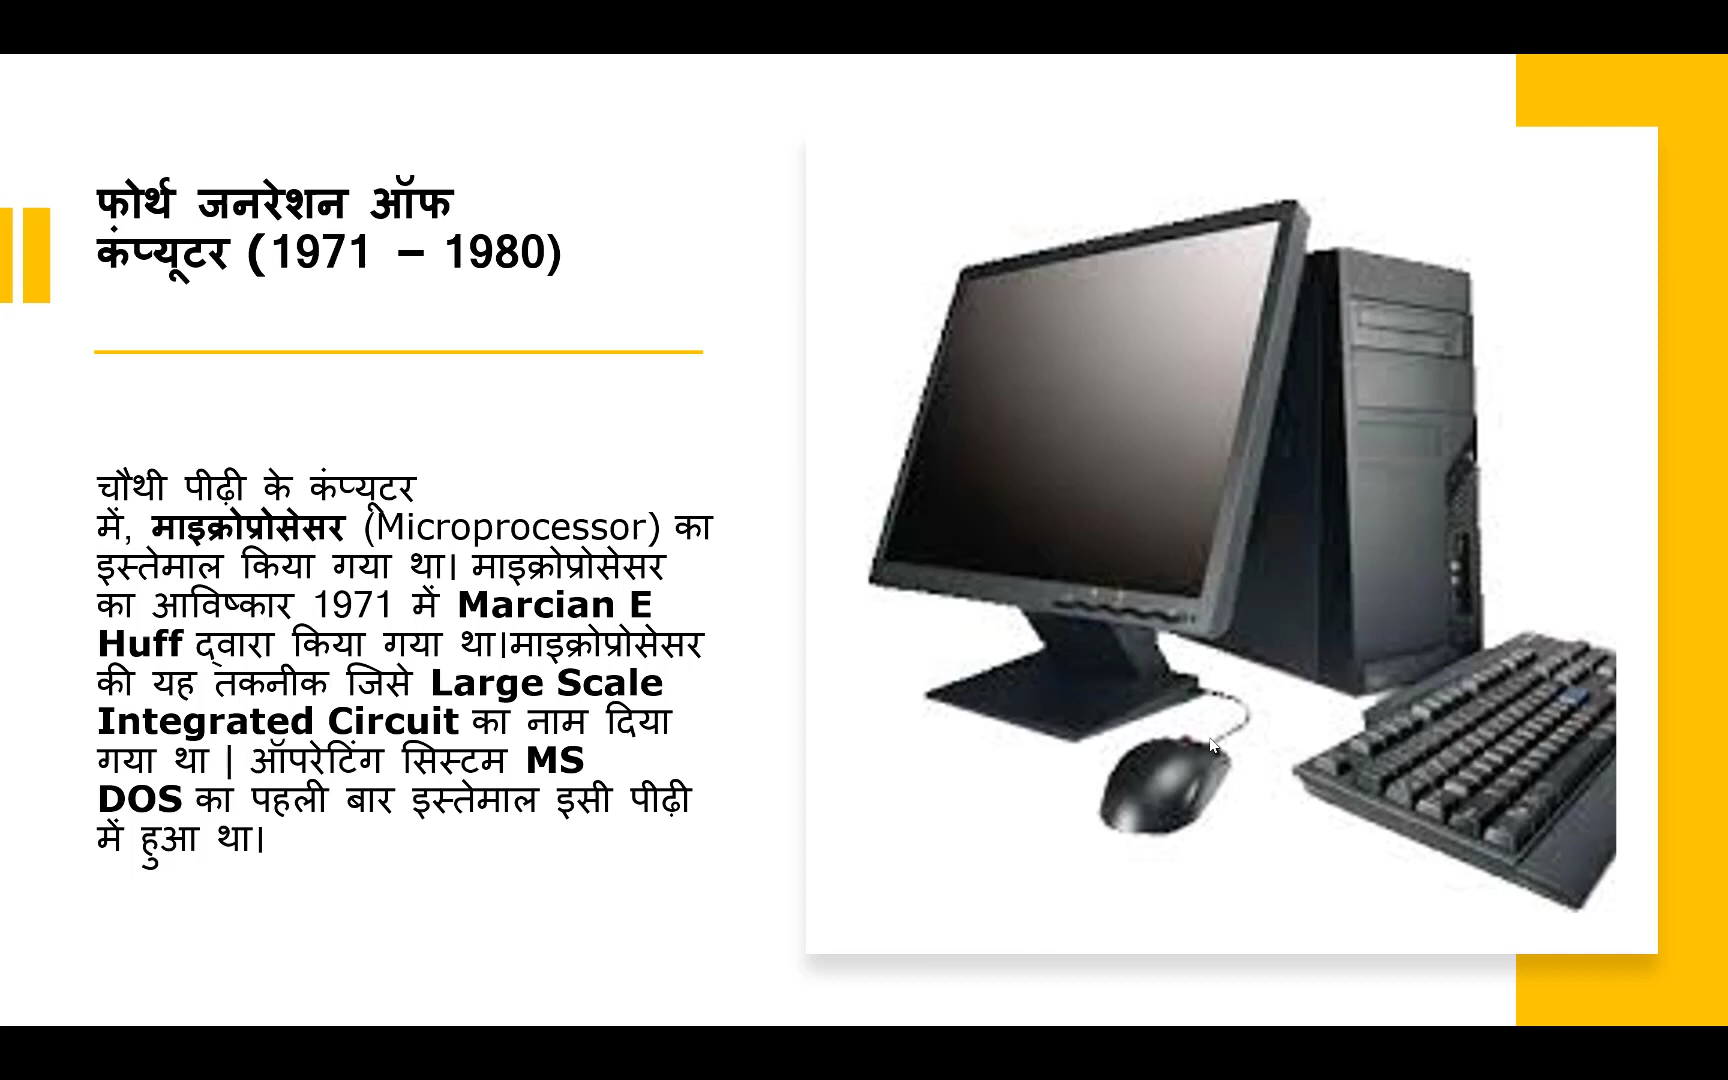 फोर्थ जनरेशन ऑफ
कंप्यूटर (1971 – 1980)
चौथी पीढ़ी के कंप्यूटर
में, माइक्रोप्रोसेसर (Microprocessor) का
इस्तेमाल किया गया था। माइक्रोप्रोसेसर
का आविष्कार 1971 में Marcian E
Huff द्वारा किया गया था।माइक्रोप्रोसेसर
की यह तकनीक जिसे Large Scale
Integrated Circuit का नाम दिया
गया था | ऑपरेटिंग सिस्टम MS
DOS का पहली बार इस्तेमाल इसी पीढ़ी
में हुआ था।